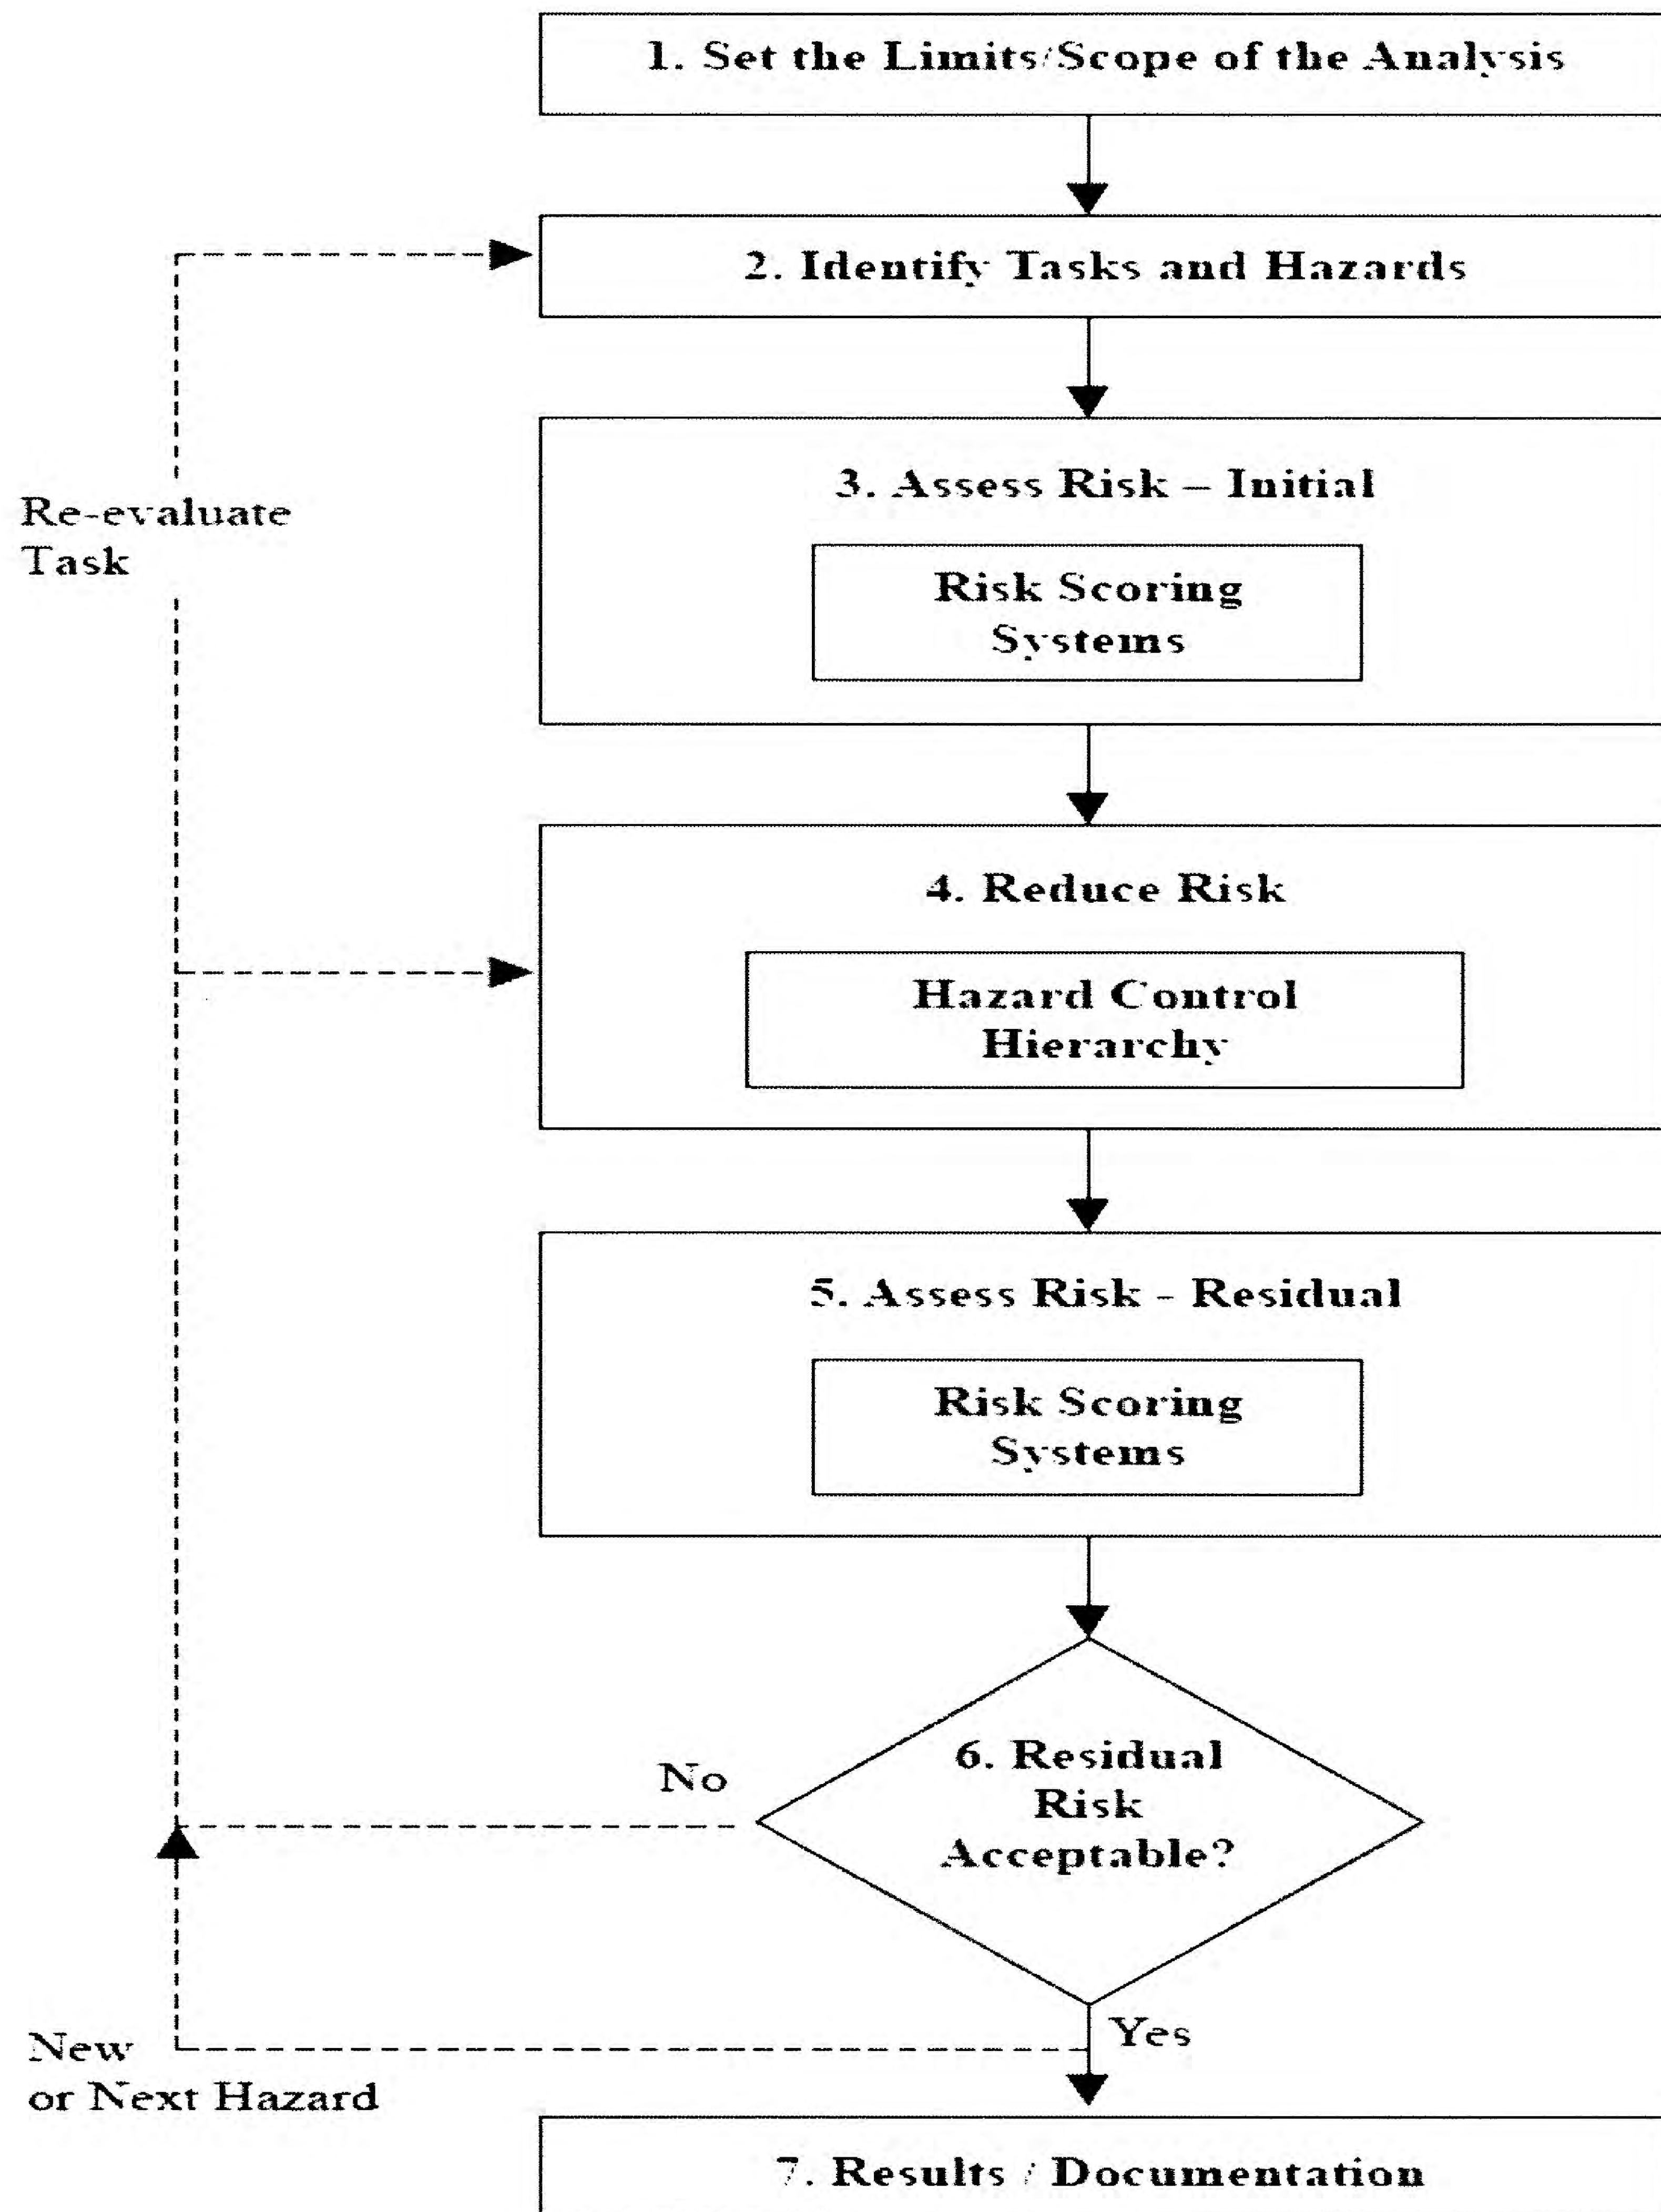 1. Set the Limits/Scope of the Analysis
2. Identify Tasks and Hazards
3. Assess Risk – Initial
Re-evaluate
Task
Risk Scoring
Systems
4. Reduce Risk
Hazard Control
Hierarchy
5. Assess Risk - Residual
Risk Scoring
Systems
6. Residual
Risk
Acceptable?
No
Yes
New
or Next Hazard
7. Results / Documentation